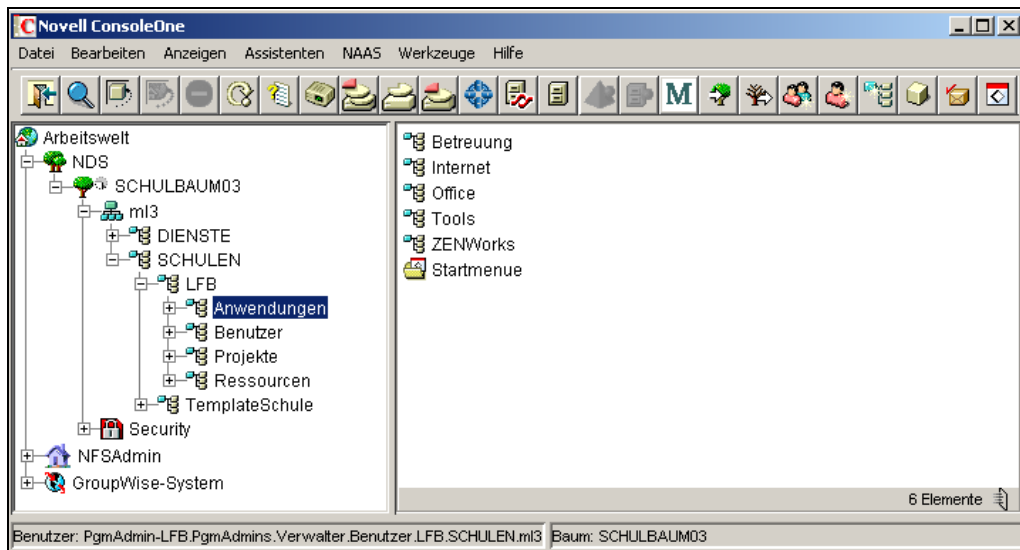 Novell ConsoleOne
Datei Bearbeiten Anzeigen Assistenten NAAS Werkzeuge Hilfe
M
Arbeitswelt
NDS
SCHULBAUM03
ml3
DIENSTE
SCHULEN
LFB
Anwendungen
Benutzer
Projekte
Ressourcen
TemplateSchule
Security
NFSAdmin
GroupWise-System
Betreuung
Internet
Office
Tools
ZENWorks
Startmenue
6 Elemente
Benutzer: PgmAdmin-LFB.PgmAdmins.Verwalter.Benutzer.LFB.SCHULEN.ml3 Baum: SCHULBAUM03